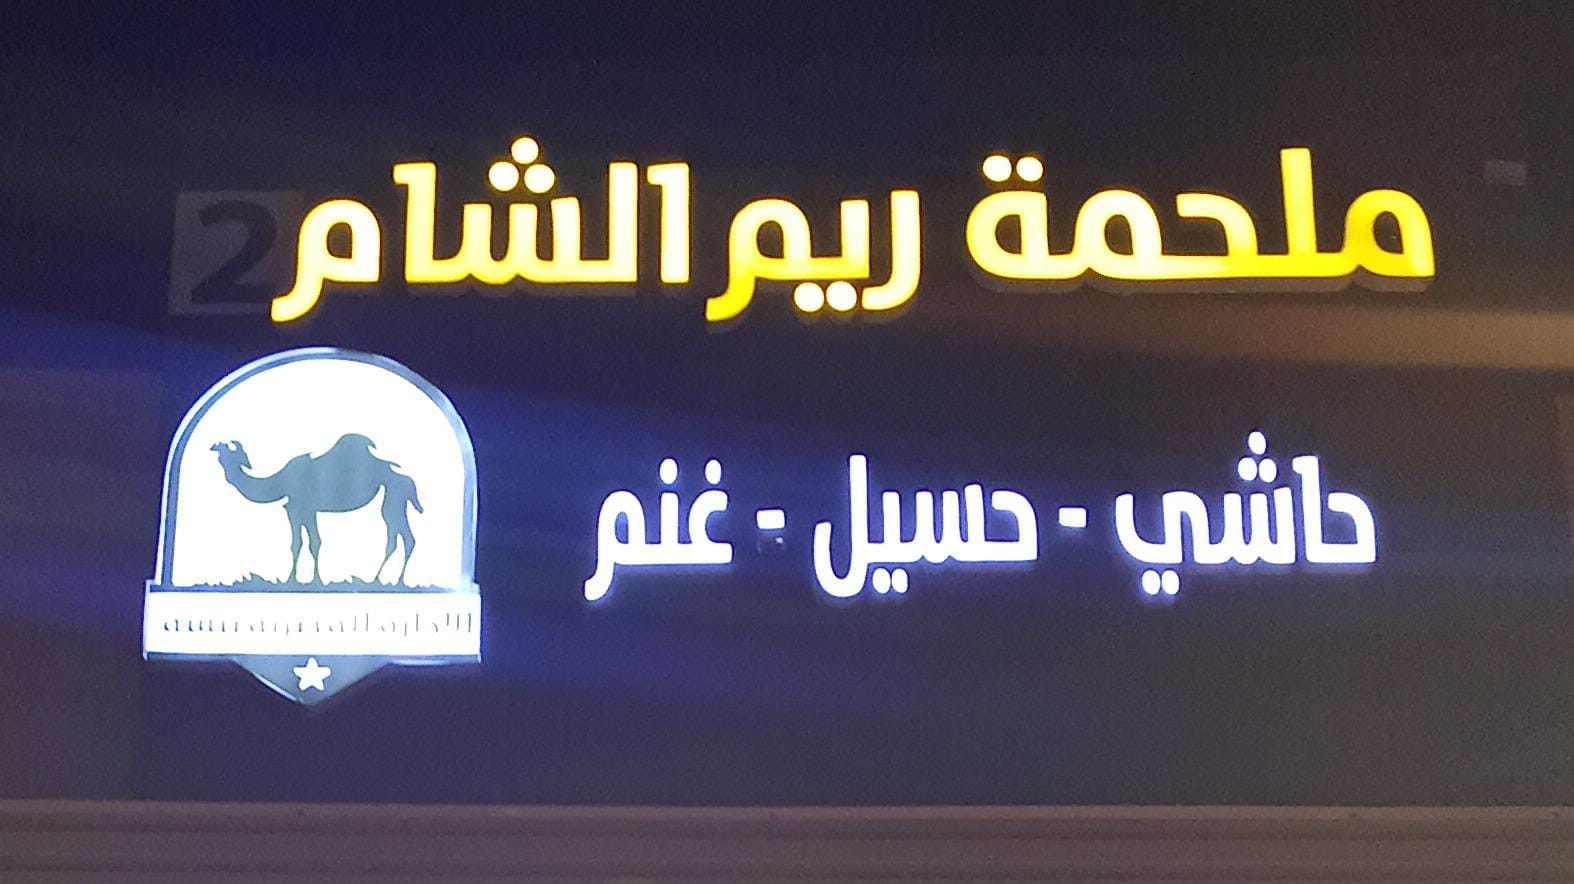 ملحمة ريم الشام
2
حاشي - حسيل - غنم